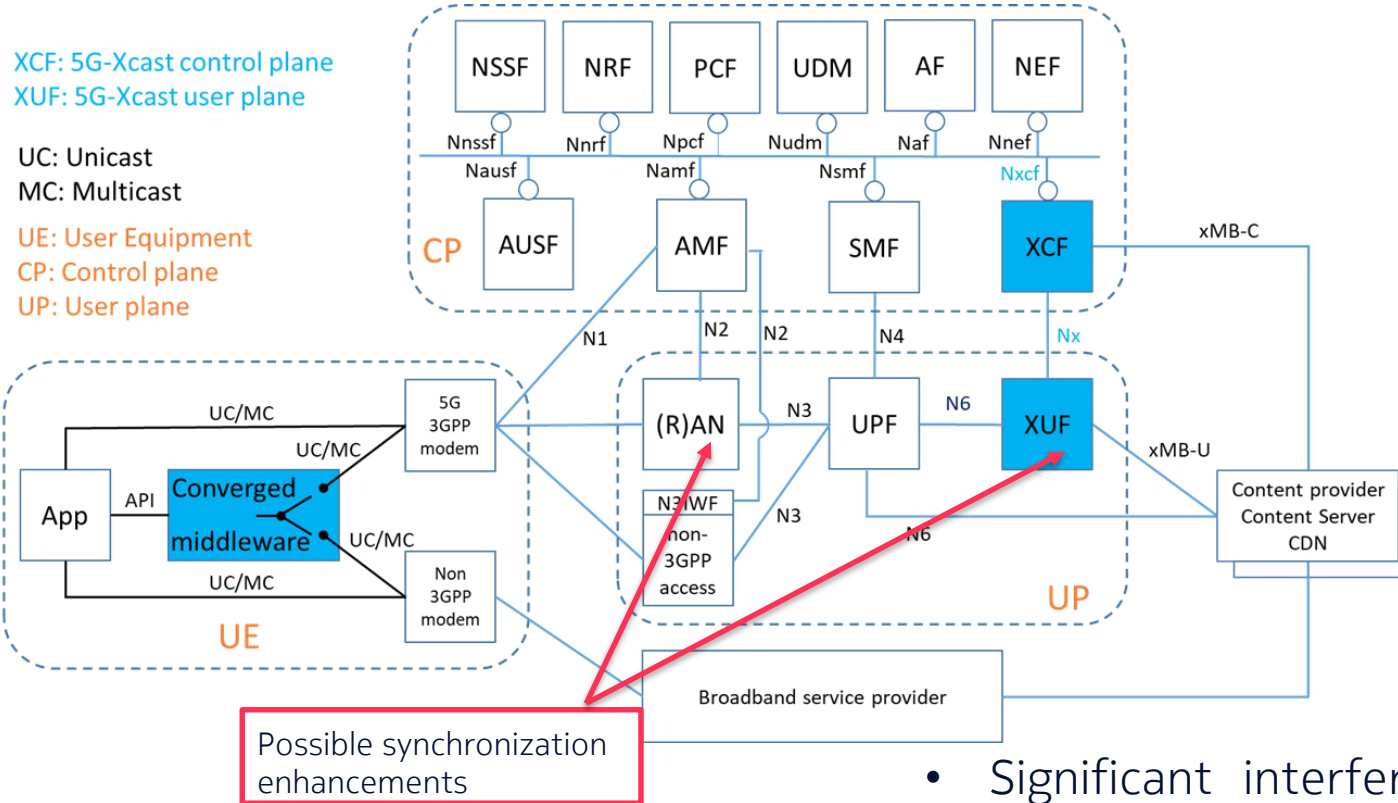 XCF: 5G-Xcast control plane
XUF: 5G-Xcast user plane
UC: Unicast
MC: Multicast
UE: User Equipment
CP: Control plane
UP: User plane
NSSF
NRF
PCF
UDM
AF
NEF
Nnssf
Nnrf
Npcf
Nudm
Naf
Nnef
Nausf
Namf
Nsmf
Nxcf
CP
AUSF
AMF
SMF
XCF
xMB-C
N1
N2
N2
N4
Nx
UC/MC
5G
3GPP
modem
(R)AN
N3
UPF
N6
XUF
xMB-U
UC/MC
App
API
Converged
middleware
UC/MC
UC/MC
Non
3GPP
modem
UE
N3IWF
non-
3GPP
access
N3
N6
UP
Content provider
Content Server
CDN
Broadband service provider
Possible synchronization
enhancements
• Significant interfer